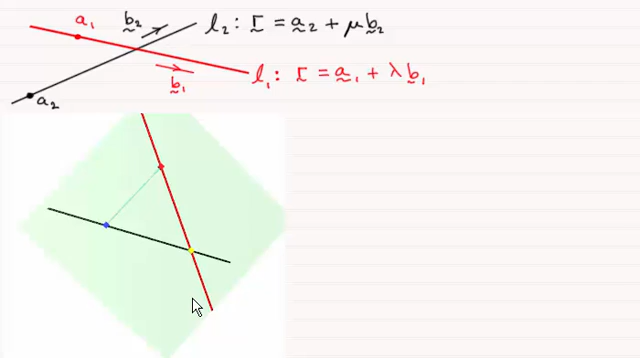 a₁
b₂
l₂: r = a₂ + μb₂
b₁
l₁: r = a₁ + λb₁
a₂